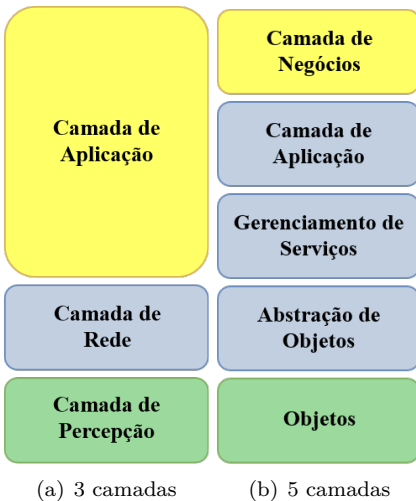 Camada de
Aplicação
Camada de
Rede
Camada de
Percepção
(a) 3 camadas
Camada de
Negócios
Camada de
Aplicação
Gerenciamento de
Serviços
Abstração de
Objetos
Objetos
(b) 5 camadas